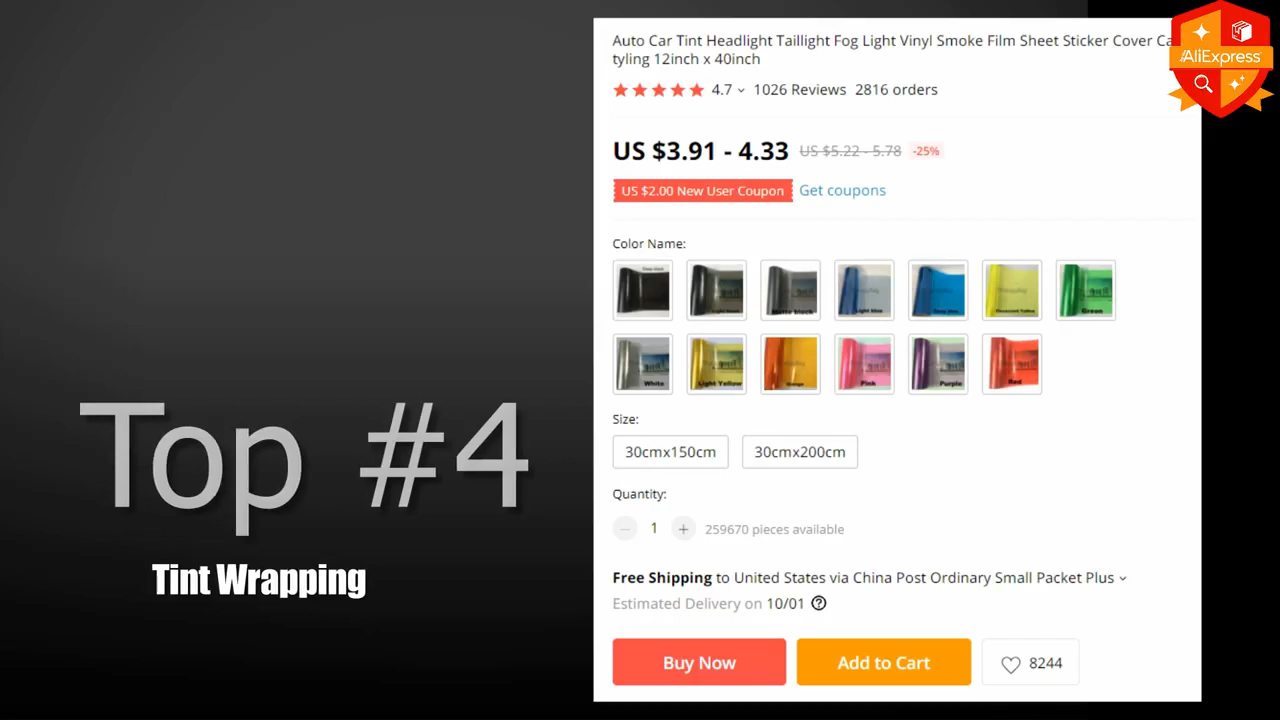 Auto Car Tint Headlight Taillight Fog Light Vinyl Smoke Film Sheet Sticker Cover
tyling 12inch x 40inch
AliExpress
4.7 1026 Reviews 2816 orders
US $3.91 - 4.33 US $5.22 - 5.78 -25%
US $2.00 New User Coupon Get coupons
Color Name:
Matte black Light blue Green
White Light Yellow Orange Pink Purple Red
Top #4
Tint Wrapping
Size:
30cmx150cm 30cmx200cm
Quantity:
− 1 + 259670 pieces available
Free Shipping to United States via China Post Ordinary Small Packet Plus
Estimated Delivery on 10/01 ?
Buy Now Add to Cart 8244